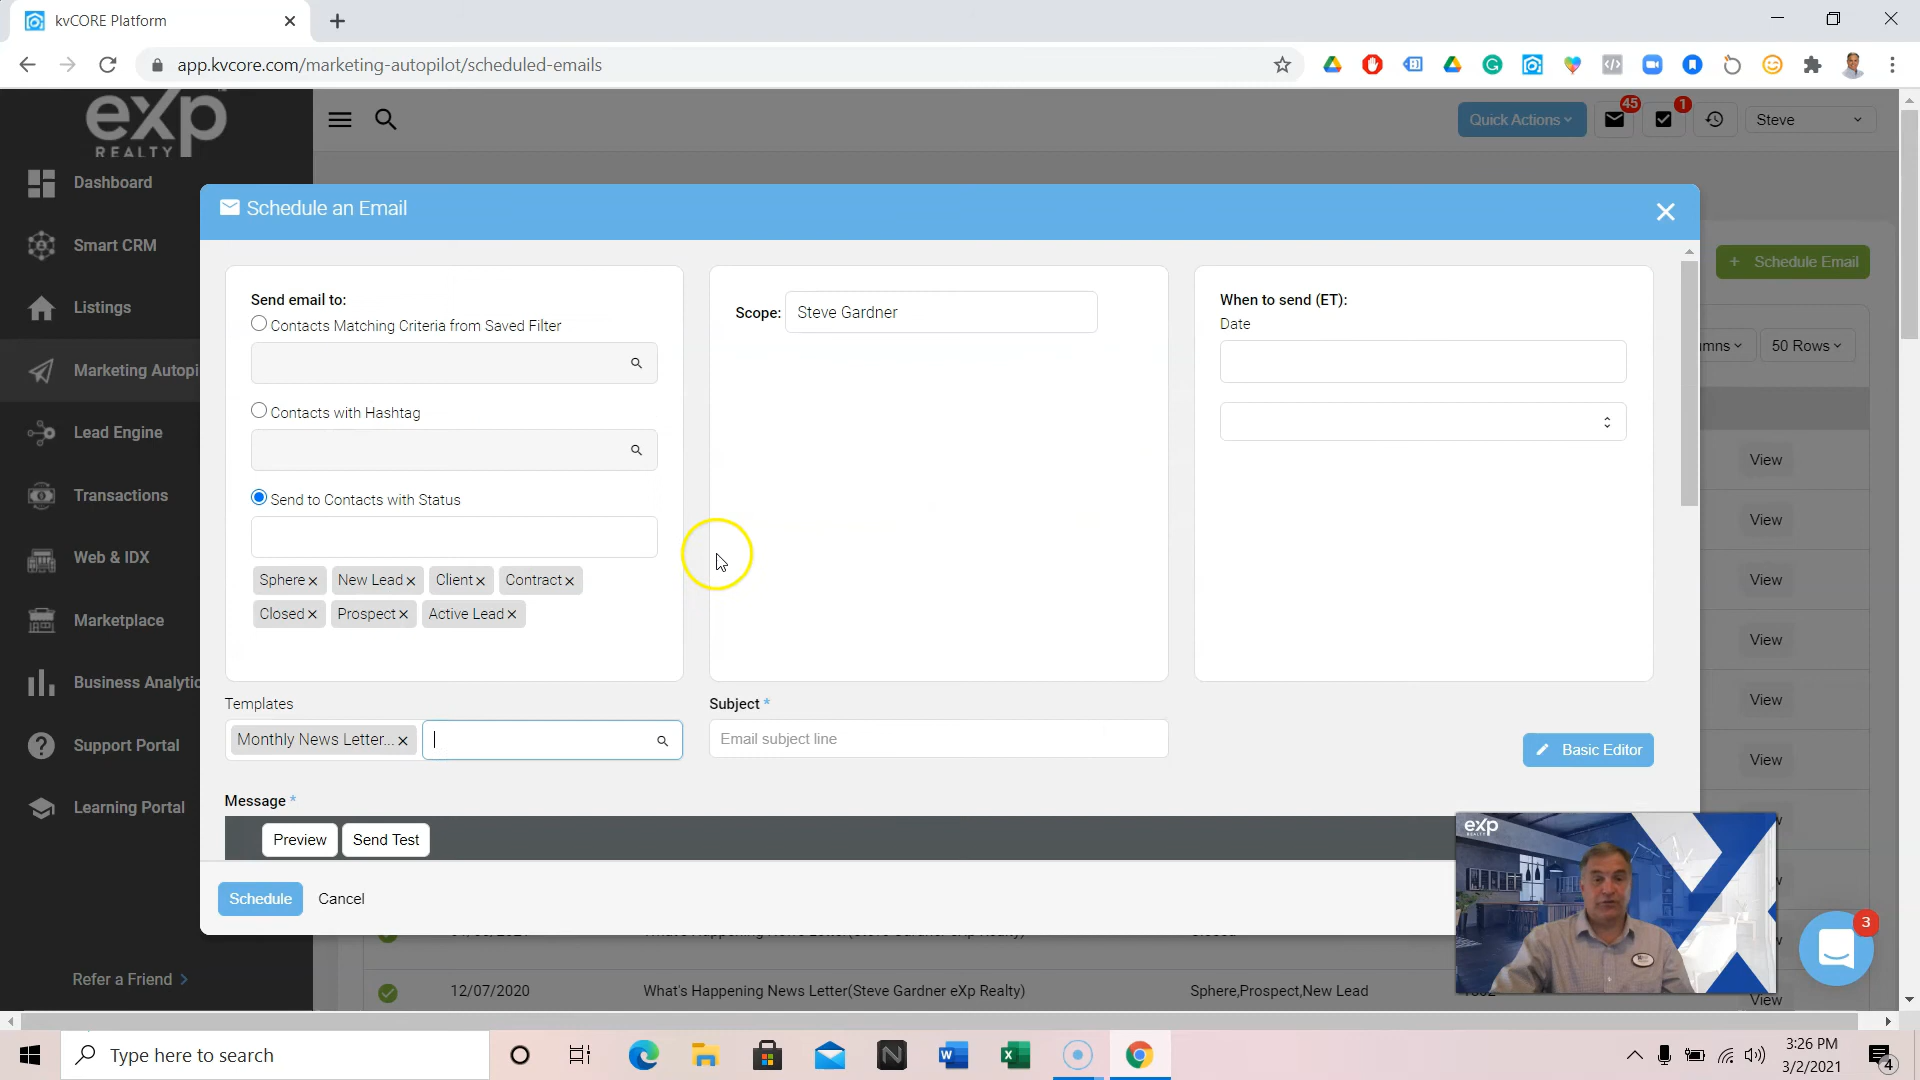 kvCORE Platform
app.kvcore.com/marketing-autopilot/scheduled-emails
exp
REALTY
Quick Actions
45
1
Steve
Dashboard
Smart CRM
Listings
Marketing Autopi
Lead Engine
Transactions
Web & IDX
Marketplace
Business Analytic
Support Portal
Learning Portal
Refer a Friend >
Schedule an Email
+ Schedule Email
mns
50 Rows
Send email to:
Contacts Matching Criteria from Saved Filter
Contacts with Hashtag
Send to Contacts with Status
Sphere × New Lead × Client × Contract ×
Closed × Prospect × Active Lead ×
Scope: Steve Gardner
When to send (ET):
Date
Templates
Monthly News Letter... ×
Subject *
Email subject line
Basic Editor
Message *
Preview Send Test
Schedule Cancel
View
View
View
View
View
View
View
12/07/2020 What's Happening News Letter(Steve Gardner eXp Realty) Sphere,Prospect,New Lead
exp
REALTY
3
Type here to search
3:26 PM
3/2/2021
4